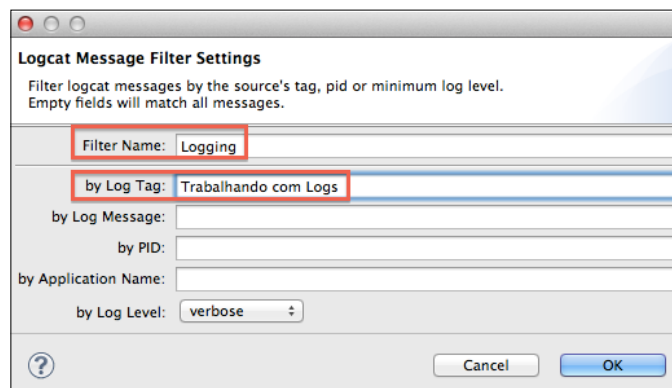 Logcat Message Filter Settings
Filter logcat messages by the source's tag, pid or minimum log level.
Empty fields will match all messages.
Filter Name: Logging
by Log Tag: Trabalhando com Logs
by Log Message:
by PID:
by Application Name:
by Log Level: verbose
? Cancel OK